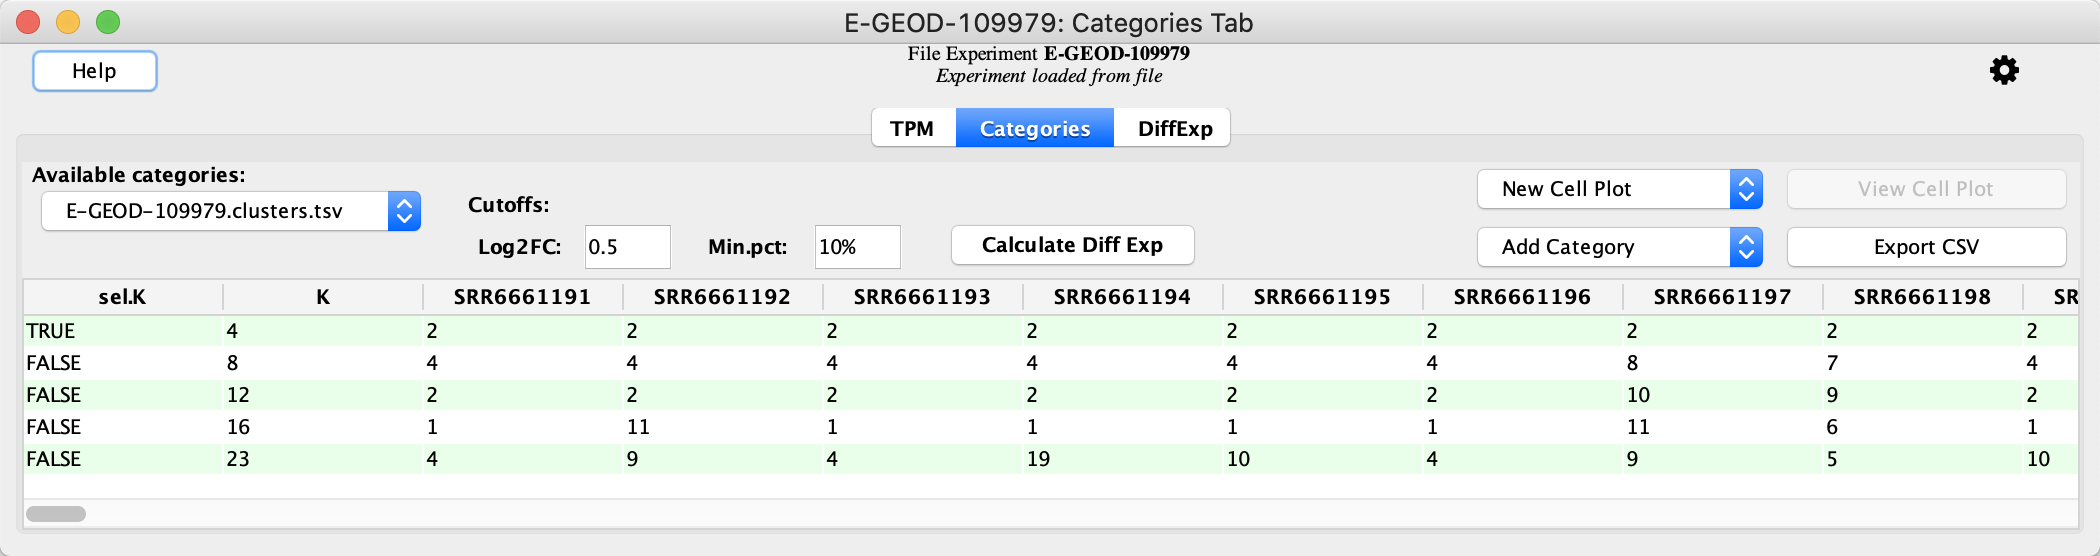 E-GEOD-109979: Categories Tab
Help
File Experiment E-GEOD-109979
Experiment loaded from file
TPM Categories DiffExp
Available categories:
E-GEOD-109979.clusters.tsv
Cutoffs:
Log2FC: 0.5 Min.pct: 10% Calculate Diff Exp
New Cell Plot View Cell Plot
Add Category Export CSV
sel.K K SRR6661191 SRR6661192 SRR6661193 SRR6661194 SRR6661195 SRR6661196 SRR6661197 SRR6661198 SR
TRUE 4 2 2 2 2 2 2 2 2 2
FALSE 8 4 4 4 4 4 4 8 7 4
FALSE 12 2 2 2 2 2 2 10 9 2
FALSE 16 1 11 1 1 1 1 11 6 1
FALSE 23 4 9 4 19 10 4 9 5 10